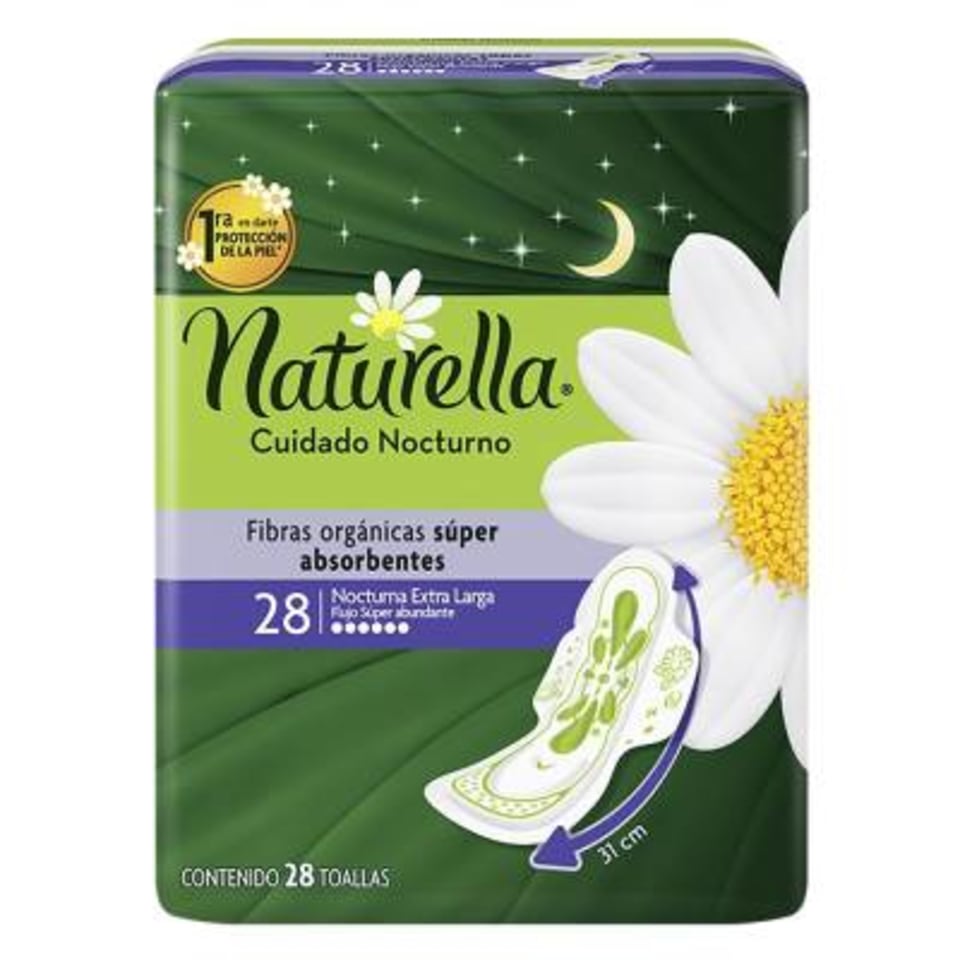 28
1ra en darte
PROTECCIÓN
DE LA PIEL*
Naturella®
Cuidado Nocturno
Fibras orgánicas súper
absorbentes
28 Nocturna Extra Larga
Flujo Súper abundante
31 cm
CONTENIDO 28 TOALLAS